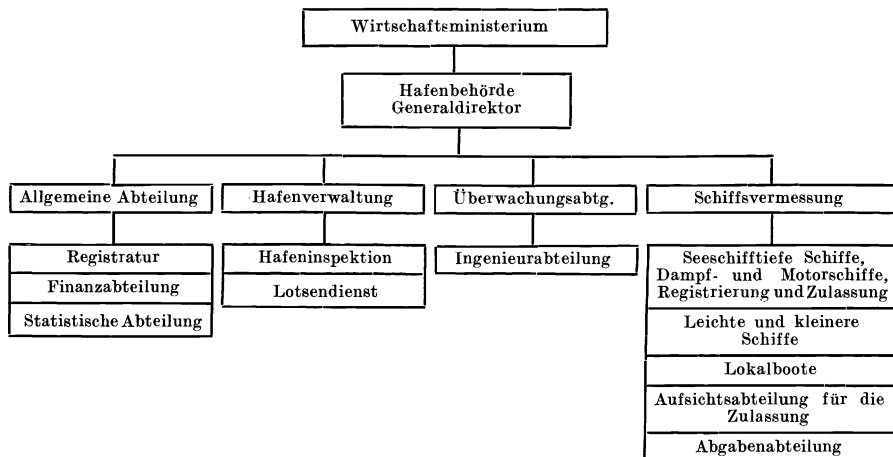 Wirtschaftsministerium
Hafenbehörde
Generaldirektor
Allgemeine Abteilung
Hafenverwaltung
Überwachungsabtg.
Schiffsvermessung
Registratur
Finanzabteilung
Statistische Abteilung
Hafeninspektion
Lotsendienst
Ingenieurabteilung
Seeschifftiefe Schiffe,
Dampf- und Motorschiffe,
Registrierung und Zulassung
Leichte und kleinere
Schiffe
Lokalboote
Aufsichtsabteilung für die
Zulassung
Abgabenabteilung